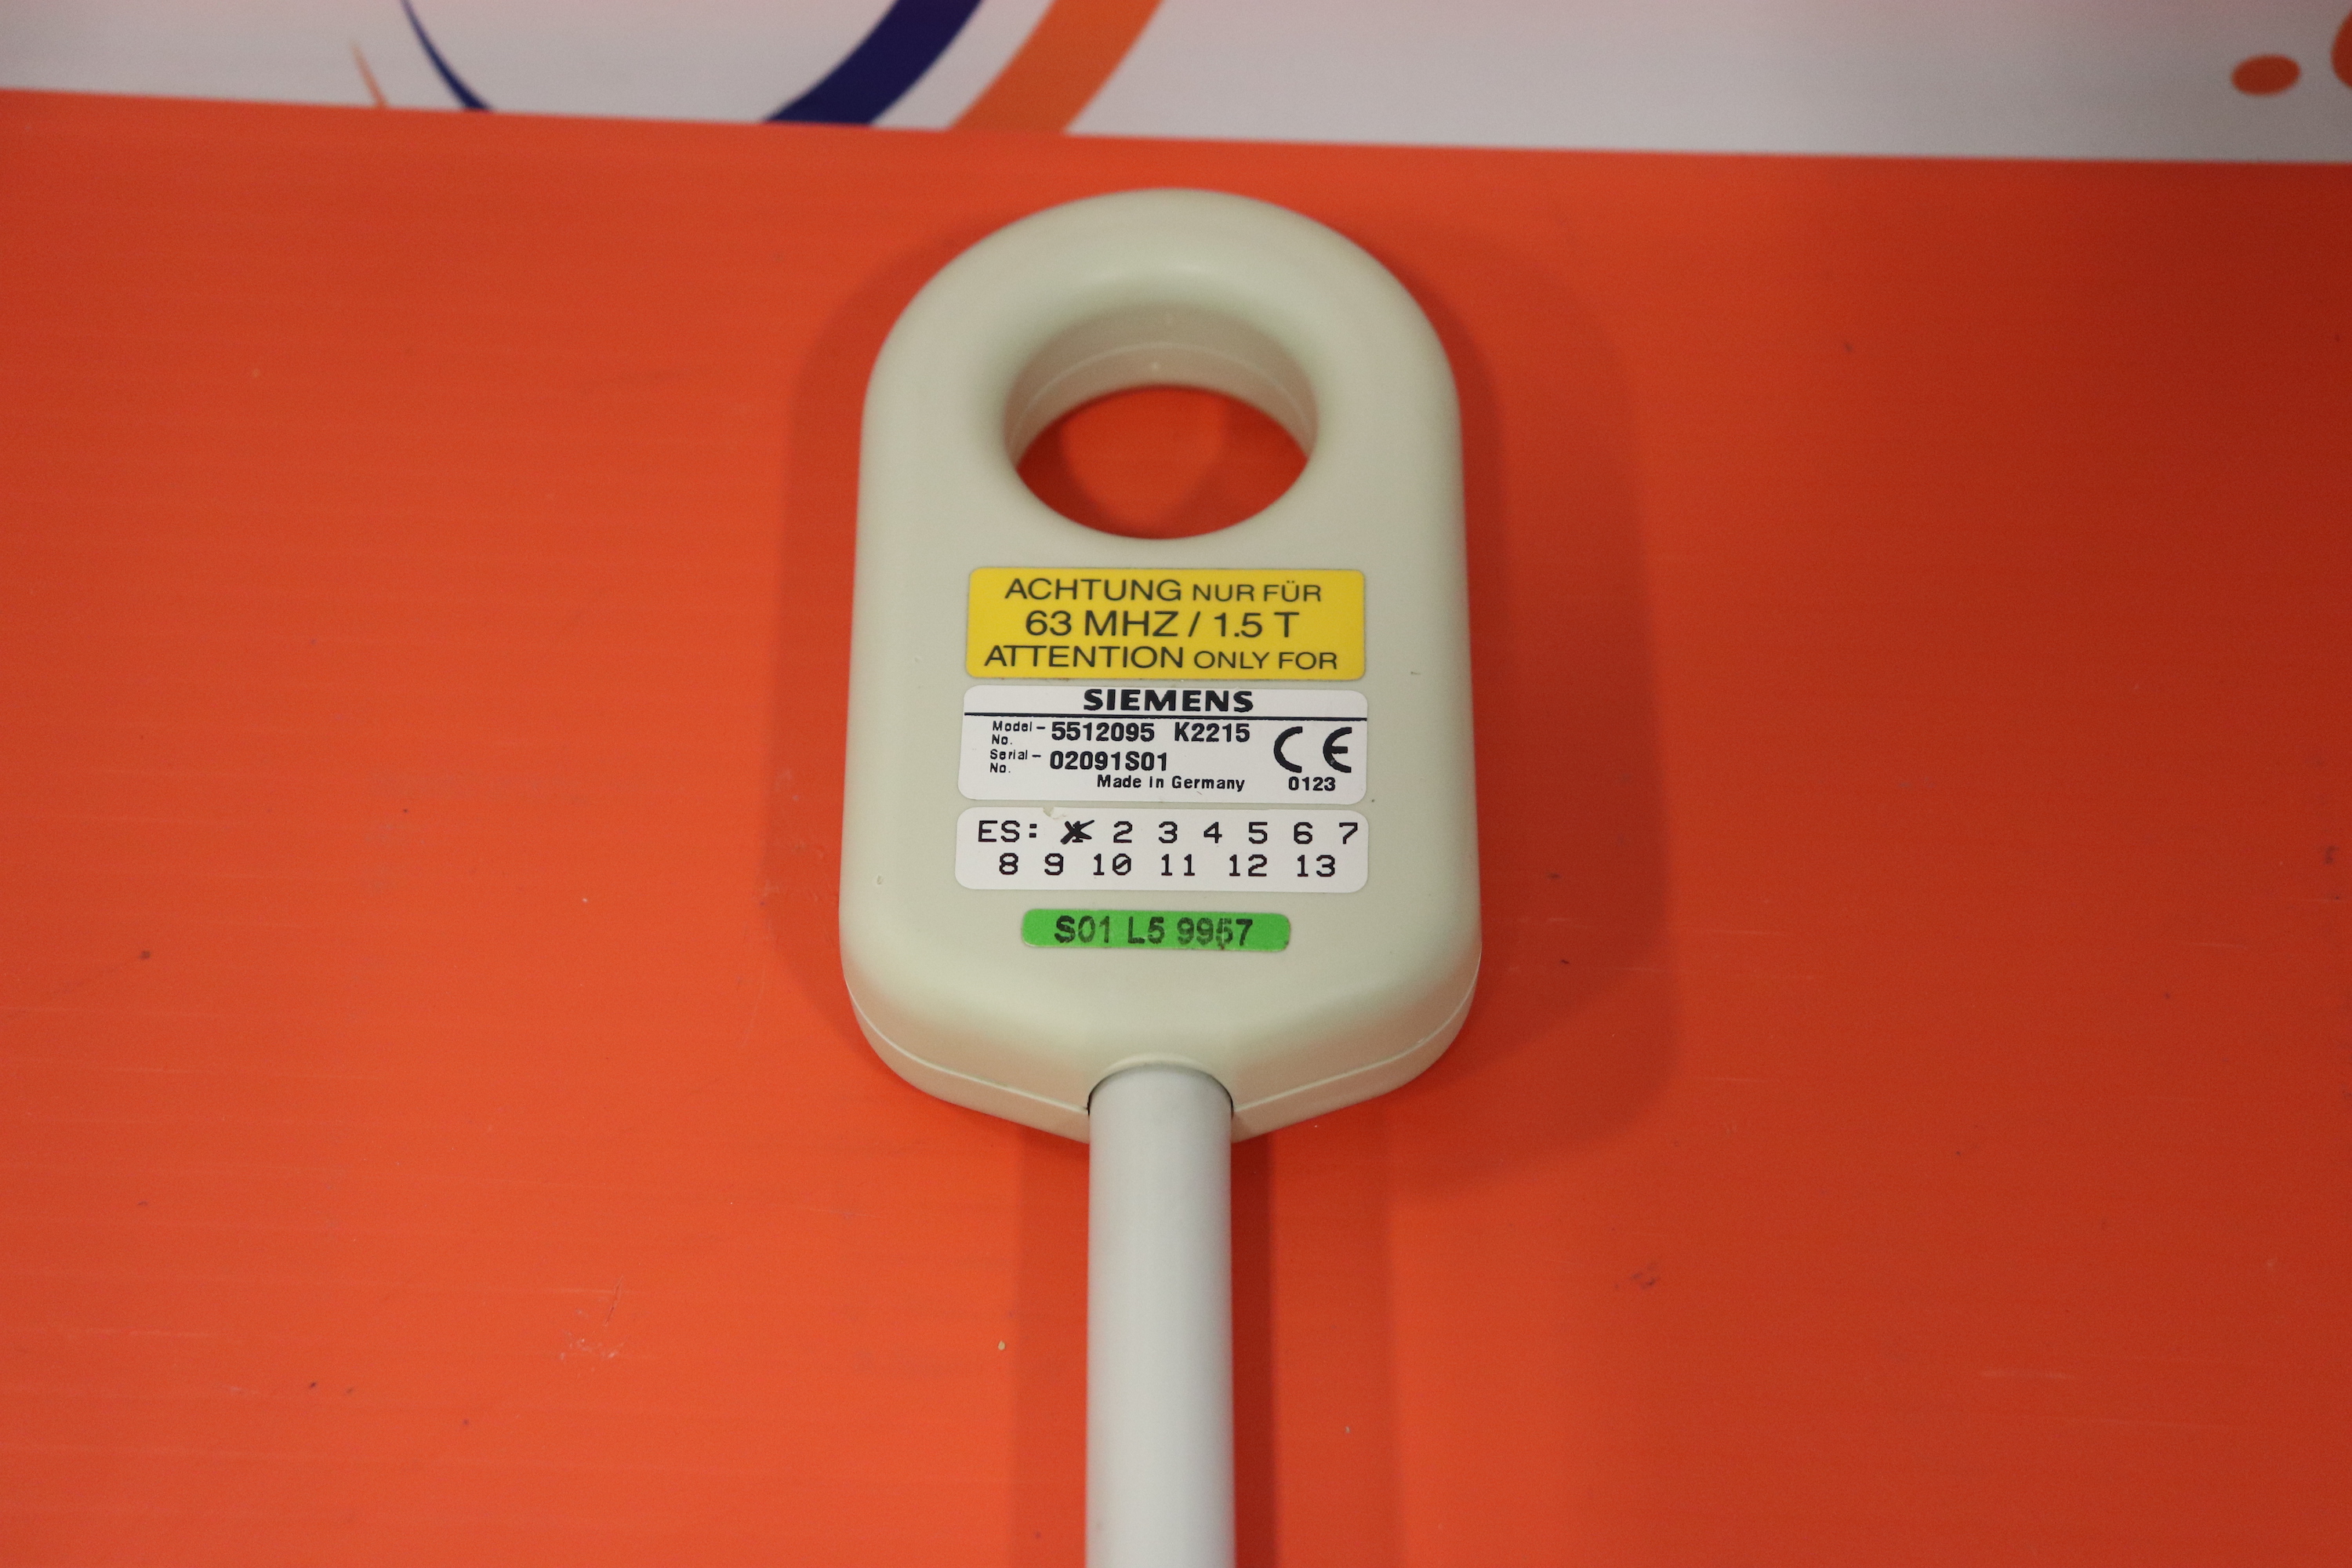 ACHTUNG NUR FÜR
63 MHZ / 1.5 T
ATTENTION ONLY FOR
SIEMENS
Model-No. 5512095 K2215
Serial-No. 02091S01
Made in Germany
CE 0123
ES: 1 2 3 4 5 6 7
8 9 10 11 12 13
S01 L5 9957